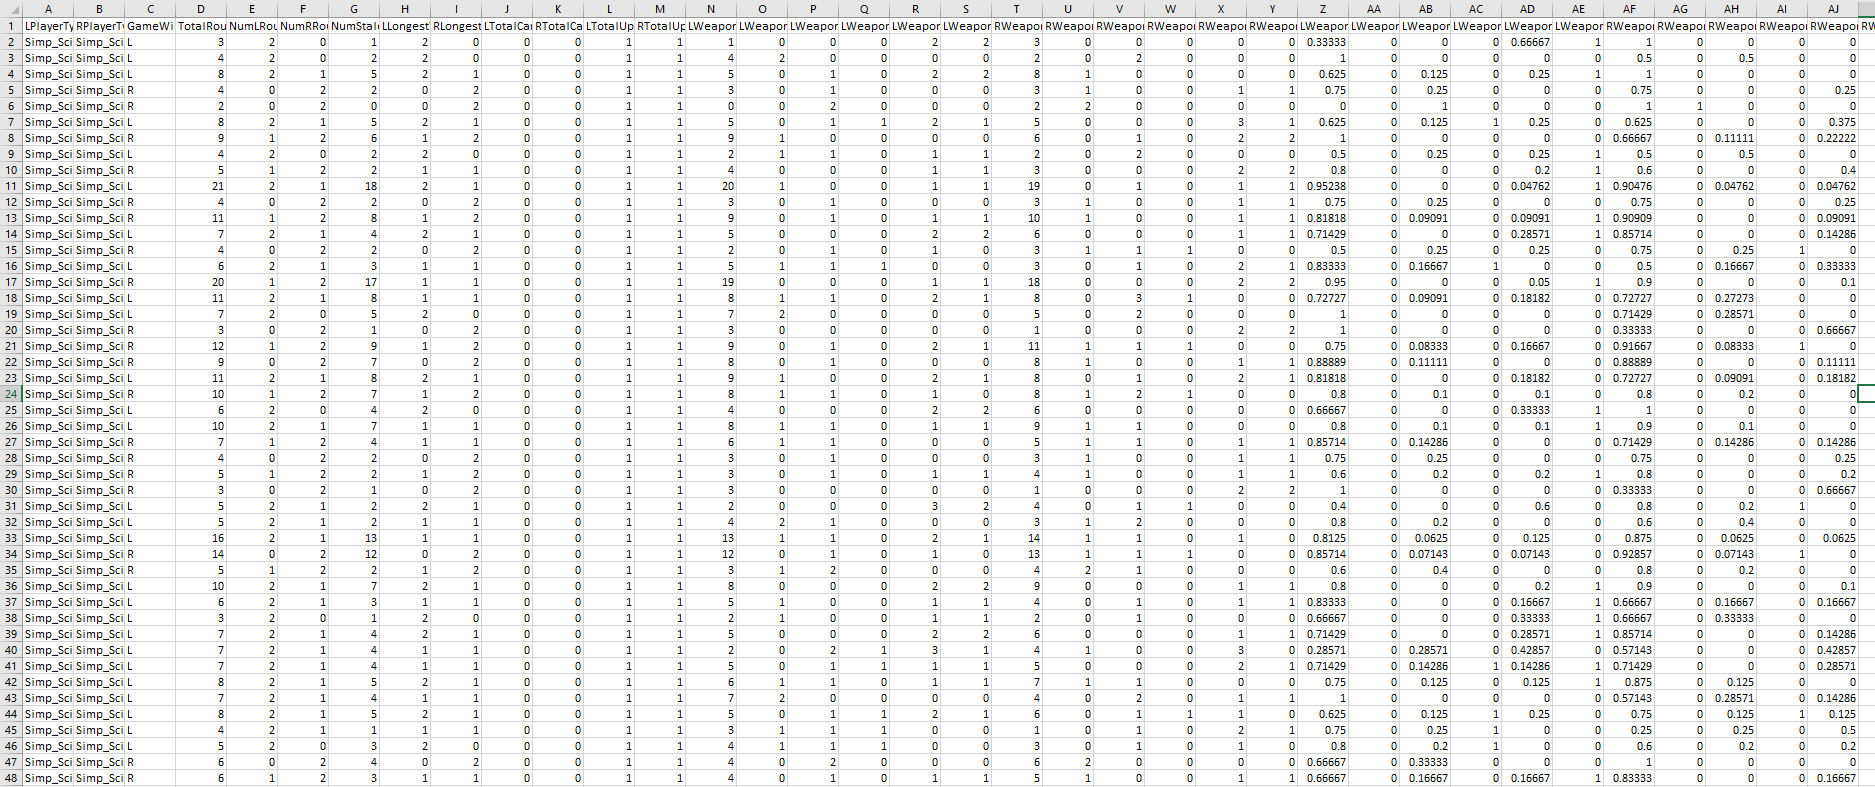 A B C D E F G H I J K L M N O P Q R S T U V W X Y Z AA AB AC AD AE AF AG AH AI AJ
1 LPlayerTy RPlayerTy GameWi TotalRou NumLRou NumRRou NumStal LLongest RLongest LTotalCa RTotalCa LTotalUp RTotalUp LWeapor LWeapor LWeapor LWeapor LWeapor LWeapor RWeapor RWeapor RWeapor RWeapor RWeapor RWeapor LWeapor LWeapor LWeapor LWeapor LWeapor LWeapor RWeapor RWeapor RWeapor RWeapor RWeapor RW
2 Simp_Sci Simp_Sci L 3 2 0 1 2 0 0 0 1 1 1 0 0 0 2 2 3 0 0 0 0 0 0.33333 0 0 0 0.66667 1 1 0 0 0 0
3 Simp_Sci Simp_Sci L 4 2 0 2 2 0 0 0 1 1 4 2 0 0 0 0 2 0 2 0 0 0 1 0 0 0 0 0 0.5 0 0.5 0 0
4 Simp_Sci Simp_Sci L 8 2 1 5 2 1 0 0 1 1 5 0 1 0 2 2 8 1 0 0 0 0 0.625 0 0.125 0 0.25 1 1 0 0 0 0
5 Simp_Sci Simp_Sci R 4 0 2 2 0 2 0 0 1 1 3 0 1 0 0 0 3 1 0 0 1 1 0.75 0 0.25 0 0 0 0.75 0 0 0 0.25
6 Simp_Sci Simp_Sci R 2 0 2 0 0 2 0 0 1 1 0 0 2 0 0 0 2 2 0 0 0 0 0 0 1 0 0 0 1 1 0 0 0
7 Simp_Sci Simp_Sci L 8 2 1 5 2 1 0 0 1 1 5 0 1 1 2 1 5 0 0 0 3 1 0.625 0 0.125 1 0.25 0 0.625 0 0 0 0.375
8 Simp_Sci Simp_Sci R 9 1 2 6 1 2 0 0 1 1 9 1 0 0 0 0 6 0 1 0 2 2 1 0 0 0 0 0 0.66667 0 0.11111 0 0.22222
9 Simp_Sci Simp_Sci L 4 2 0 2 2 0 0 0 1 1 2 1 1 0 1 1 2 0 2 0 0 0 0.5 0 0.25 0 0.25 1 0.5 0 0.5 0 0
10 Simp_Sci Simp_Sci R 5 1 2 2 1 1 0 0 1 1 4 0 0 0 1 1 3 0 0 0 2 2 0.8 0 0 0 0.2 1 0.6 0 0 0 0.4
11 Simp_Sci Simp_Sci L 21 2 1 18 2 1 0 0 1 1 20 1 0 0 1 1 19 0 1 0 1 1 0.95238 0 0 0 0.04762 1 0.90476 0 0.04762 0 0.04762
12 Simp_Sci Simp_Sci R 4 0 2 2 0 2 0 0 1 1 3 0 1 0 0 0 3 1 0 0 1 1 0.75 0 0.25 0 0 0 0.75 0 0 0 0.25
13 Simp_Sci Simp_Sci R 11 1 2 8 1 2 0 0 1 1 9 0 1 0 1 1 10 1 0 0 1 1 0.81818 0 0.09091 0 0.09091 1 0.90909 0 0 0 0.09091
14 Simp_Sci Simp_Sci L 7 2 1 4 2 1 0 0 1 1 5 0 0 0 2 2 6 0 0 0 1 1 0.71429 0 0 0 0.28571 1 0.85714 0 0 0 0.14286
15 Simp_Sci Simp_Sci R 4 0 2 2 0 2 0 0 1 1 2 0 1 0 1 0 3 1 1 1 0 0 0.5 0 0.25 0 0.25 0 0.75 0 0.25 1 0
16 Simp_Sci Simp_Sci L 6 2 1 3 1 1 0 0 1 1 5 1 1 1 0 0 3 0 1 0 2 1 0.83333 0 0.16667 1 0 0 0.5 0 0.16667 0 0.33333
17 Simp_Sci Simp_Sci R 20 1 2 17 1 1 0 0 1 1 19 0 0 0 1 1 18 0 0 0 2 2 0.95 0 0 0 0.05 1 0.9 0 0 0 0.1
18 Simp_Sci Simp_Sci L 11 2 1 8 1 1 0 0 1 1 8 1 1 0 2 1 8 0 3 1 0 0 0.72727 0 0.09091 0 0.18182 0 0.72727 0 0.27273 0 0
19 Simp_Sci Simp_Sci L 7 2 0 5 2 0 0 0 1 1 7 2 0 0 0 0 5 0 2 0 0 0 1 0 0 0 0 0 0.71429 0 0.28571 0 0
20 Simp_Sci Simp_Sci R 3 0 2 1 0 2 0 0 1 1 3 0 0 0 0 0 1 0 0 0 2 2 1 0 0 0 0 0 0.33333 0 0 0 0.66667
21 Simp_Sci Simp_Sci R 12 1 2 9 1 2 0 0 1 1 9 0 1 0 2 1 11 1 1 1 0 0 0.75 0 0.08333 0 0.16667 0 0.91667 0 0.08333 1 0
22 Simp_Sci Simp_Sci R 9 0 2 7 0 2 0 0 1 1 8 0 1 0 0 0 8 1 0 0 1 1 0.88889 0 0.11111 0 0 0 0.88889 0 0 0 0.11111
23 Simp_Sci Simp_Sci L 11 2 1 8 2 1 0 0 1 1 9 1 0 0 2 1 8 0 1 0 2 1 0.81818 0 0 0 0.18182 0 0.72727 0 0.09091 0 0.18182
24 Simp_Sci Simp_Sci R 10 1 2 7 1 2 0 0 1 1 8 1 1 0 1 0 8 1 2 1 0 0 0.8 0 0.1 0 0.1 0 0.8 0 0.2 0 0
25 Simp_Sci Simp_Sci L 6 2 0 4 2 0 0 0 1 1 4 0 0 0 2 2 6 0 0 0 0 0 0.66667 0 0 0 0.33333 1 1 0 0 0 0
26 Simp_Sci Simp_Sci L 10 2 1 7 1 1 0 0 1 1 8 1 1 0 1 1 9 1 1 0 0 0 0.8 0 0.1 0 0.1 1 0.9 0 0.1 0 0
27 Simp_Sci Simp_Sci R 7 1 2 4 1 1 0 0 1 1 6 1 1 0 0 0 5 1 1 0 1 1 0.85714 0 0.14286 0 0 0 0.71429 0 0.14286 0 0.14286
28 Simp_Sci Simp_Sci R 4 0 2 2 0 2 0 0 1 1 3 0 1 0 0 0 3 1 0 0 1 1 0.75 0 0.25 0 0 0 0.75 0 0 0 0.25
29 Simp_Sci Simp_Sci R 5 1 2 2 1 2 0 0 1 1 3 0 1 0 1 1 4 1 0 0 1 1 0.6 0 0.2 0 0.2 1 0.8 0 0 0 0.2
30 Simp_Sci Simp_Sci R 3 0 2 1 0 2 0 0 1 1 3 0 0 0 0 0 1 0 0 0 2 2 1 0 0 0 0 0 0.33333 0 0 0 0.66667
31 Simp_Sci Simp_Sci L 5 2 1 2 2 1 0 0 1 1 2 0 0 0 3 2 4 0 1 1 0 0 0.4 0 0 0 0.6 0 0.8 0 0.2 1 0
32 Simp_Sci Simp_Sci L 5 2 1 2 1 1 0 0 1 1 4 2 1 0 0 0 3 1 2 0 0 0 0.8 0 0.2 0 0 0 0.6 0 0.4 0 0
33 Simp_Sci Simp_Sci L 16 2 1 13 1 1 0 0 1 1 13 1 1 0 2 1 14 1 1 0 1 0 0.8125 0 0.0625 0 0.125 0 0.875 0 0.0625 0 0.0625
34 Simp_Sci Simp_Sci R 14 0 2 12 0 2 0 0 1 1 12 0 1 0 1 0 13 1 1 1 0 0 0.85714 0 0.07143 0 0.07143 0 0.92857 0 0.07143 1 0
35 Simp_Sci Simp_Sci R 5 1 2 2 1 2 0 0 1 1 3 1 2 0 0 0 4 2 1 0 0 0 0.6 0 0.4 0 0 0 0.8 0 0.2 0 0
36 Simp_Sci Simp_Sci L 10 2 1 7 2 1 0 0 1 1 8 0 0 0 2 2 9 0 0 0 1 1 0.8 0 0 0 0.2 1 0.9 0 0 0 0.1
37 Simp_Sci Simp_Sci L 6 2 1 3 1 1 0 0 1 1 5 1 0 0 1 1 4 0 1 0 1 1 0.83333 0 0 0 0.16667 1 0.66667 0 0.16667 0 0.16667
38 Simp_Sci Simp_Sci L 3 2 0 1 2 0 0 0 1 1 2 1 0 0 1 1 2 0 1 0 0 0 0.66667 0 0 0 0.33333 1 0.66667 0 0.33333 0 0
39 Simp_Sci Simp_Sci L 7 2 1 4 2 1 0 0 1 1 5 0 0 0 2 2 6 0 0 0 1 1 0.71429 0 0 0 0.28571 1 0.85714 0 0 0 0.14286
40 Simp_Sci Simp_Sci L 7 2 1 4 1 1 0 0 1 1 2 0 2 1 3 1 4 1 0 0 3 0 0.28571 0 0.28571 0 0.42857 0 0.57143 0 0 0 0.42857
41 Simp_Sci Simp_Sci L 7 2 1 4 1 1 0 0 1 1 5 0 1 1 1 1 5 0 0 0 2 1 0.71429 0 0.14286 1 0.14286 1 0.71429 0 0 0 0.28571
42 Simp_Sci Simp_Sci L 8 2 1 5 2 1 0 0 1 1 6 1 1 0 1 1 7 1 1 0 0 0 0.75 0 0.125 0 0.125 1 0.875 0 0.125 0 0
43 Simp_Sci Simp_Sci L 7 2 1 4 1 1 0 0 1 1 7 2 0 0 0 0 4 0 2 0 1 1 1 0 0 0 0 0 0.57143 0 0.28571 0 0.14286
44 Simp_Sci Simp_Sci L 8 2 1 5 2 1 0 0 1 1 5 0 1 1 2 1 6 0 1 1 1 0 0.625 0 0.125 1 0.25 0 0.75 0 0.125 1 0.125
45 Simp_Sci Simp_Sci L 4 2 1 1 1 1 0 0 1 1 3 1 1 1 0 0 1 0 1 0 2 1 0.75 0 0.25 1 0 0 0.25 0 0.25 0 0.5
46 Simp_Sci Simp_Sci L 5 2 0 3 2 0 0 0 1 1 4 1 1 1 0 0 3 0 1 0 1 0 0.8 0 0.2 1 0 0 0.6 0 0.2 0 0.2
47 Simp_Sci Simp_Sci R 6 0 2 4 0 2 0 0 1 1 4 0 2 0 0 0 6 2 0 0 0 0 0.66667 0 0.33333 0 0 0 1 0 0 0 0
48 Simp_Sci Simp_Sci R 6 1 2 3 1 1 0 0 1 1 4 0 1 0 1 1 5 1 0 0 1 1 0.66667 0 0.16667 0 0.16667 1 0.83333 0 0 0 0.16667